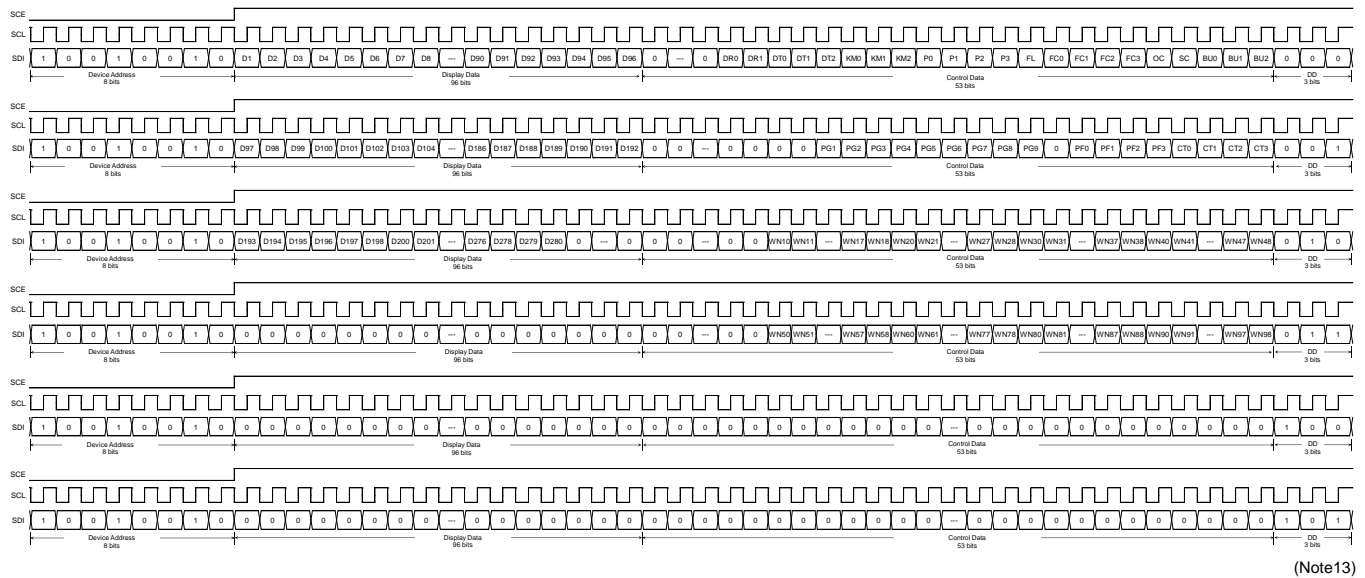 SCE
SCL
SDI 1 0 0 1 0 0 1 0 D1 D2 D3 D4 D5 D6 D7 D8 --- D90 D91 D92 D93 D94 D95 D96 0 --- 0 DR0 DR1 DT0 DT1 DT2 KM0 KM1 KM2 P0 P1 P2 P3 FL FC0 FC1 FC2 FC3 OC SC BU0 BU1 BU2 0 0 0
Device Address Display Data Control Data DD
8 bits 96 bits 53 bits 3 bits
SCE
SCL
SDI 1 0 0 1 0 0 1 0 D97 D98 D99 D100 D101 D102 D103 D104 --- D186 D187 D188 D189 D190 D191 D192 0 0 --- 0 0 0 0 PG1 PG2 PG3 PG4 PG5 PG6 PG7 PG8 PG9 0 PF0 PF1 PF2 PF3 CT0 CT1 CT2 CT3 0 0 1
Device Address Display Data Control Data DD
8 bits 96 bits 53 bits 3 bits
SCE
SCL
SDI 1 0 0 1 0 0 1 0 D193 D194 D195 D196 D197 D198 D200 D201 --- D276 D278 D279 D280 0 --- 0 0 0 --- 0 0 WN10 WN11 --- WN17 WN18 WN20 WN21 --- WN27 WN28 WN30 WN31 --- WN37 WN38 WN40 WN41 --- WN47 WN48 0 1 0
Device Address Display Data Control Data DD
8 bits 96 bits 53 bits 3 bits
SCE
SCL
SDI 1 0 0 1 0 0 1 0 0 0 0 0 0 0 0 0 --- 0 0 0 0 0 0 0 0 0 --- 0 0 WN50 WN51 --- WN57 WN58 WN60 WN61 --- WN77 WN78 WN80 WN81 --- WN87 WN88 WN90 WN91 --- WN97 WN98 0 1 1
Device Address Display Data Control Data DD
8 bits 96 bits 53 bits 3 bits
SCE
SCL
SDI 1 0 0 1 0 0 1 0 0 0 0 0 0 0 0 0 --- 0 0 0 0 0 0 0 0 0 0 0 0 0 0 0 0 0 0 0 --- 0 0 0 0 0 0 0 0 0 0 0 0 1 0 0
Device Address Display Data Control Data DD
8 bits 96 bits 53 bits 3 bits
SCE
SCL
SDI 1 0 0 1 0 0 1 0 0 0 0 0 0 0 0 0 --- 0 0 0 0 0 0 0 0 0 0 0 0 0 0 0 0 0 0 0 --- 0 0 0 0 0 0 0 0 0 0 0 0 1 0 1
Device Address Display Data Control Data DD
8 bits 96 bits 53 bits 3 bits
(Note13)